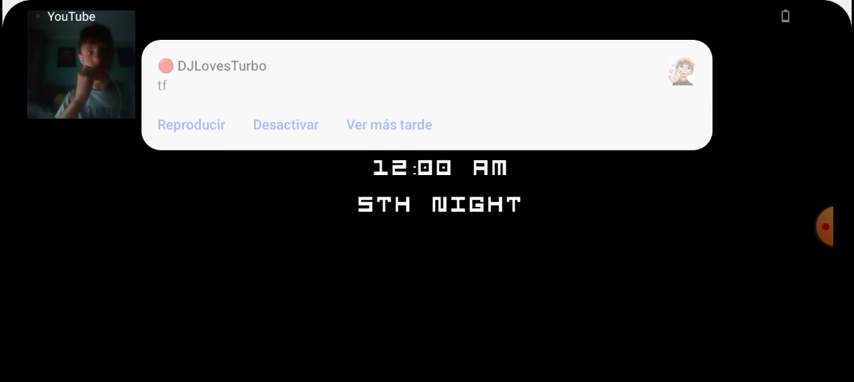 YouTube
🔴 DJLovesTurbo
tf
Reproducir Desactivar Ver más tarde
12:00 AM
5TH NIGHT